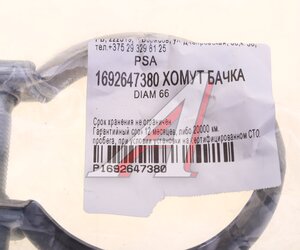 тел.+375 29 329 81 25
PSA
1692647380 ХОМУТ БАЧКА
DIAM 66
Срок хранения не ограничен
Гарантийный срок 12 месяцев, либо 20000 км.
пробега, при условии установки на сертифицированном СТО
P1692647380